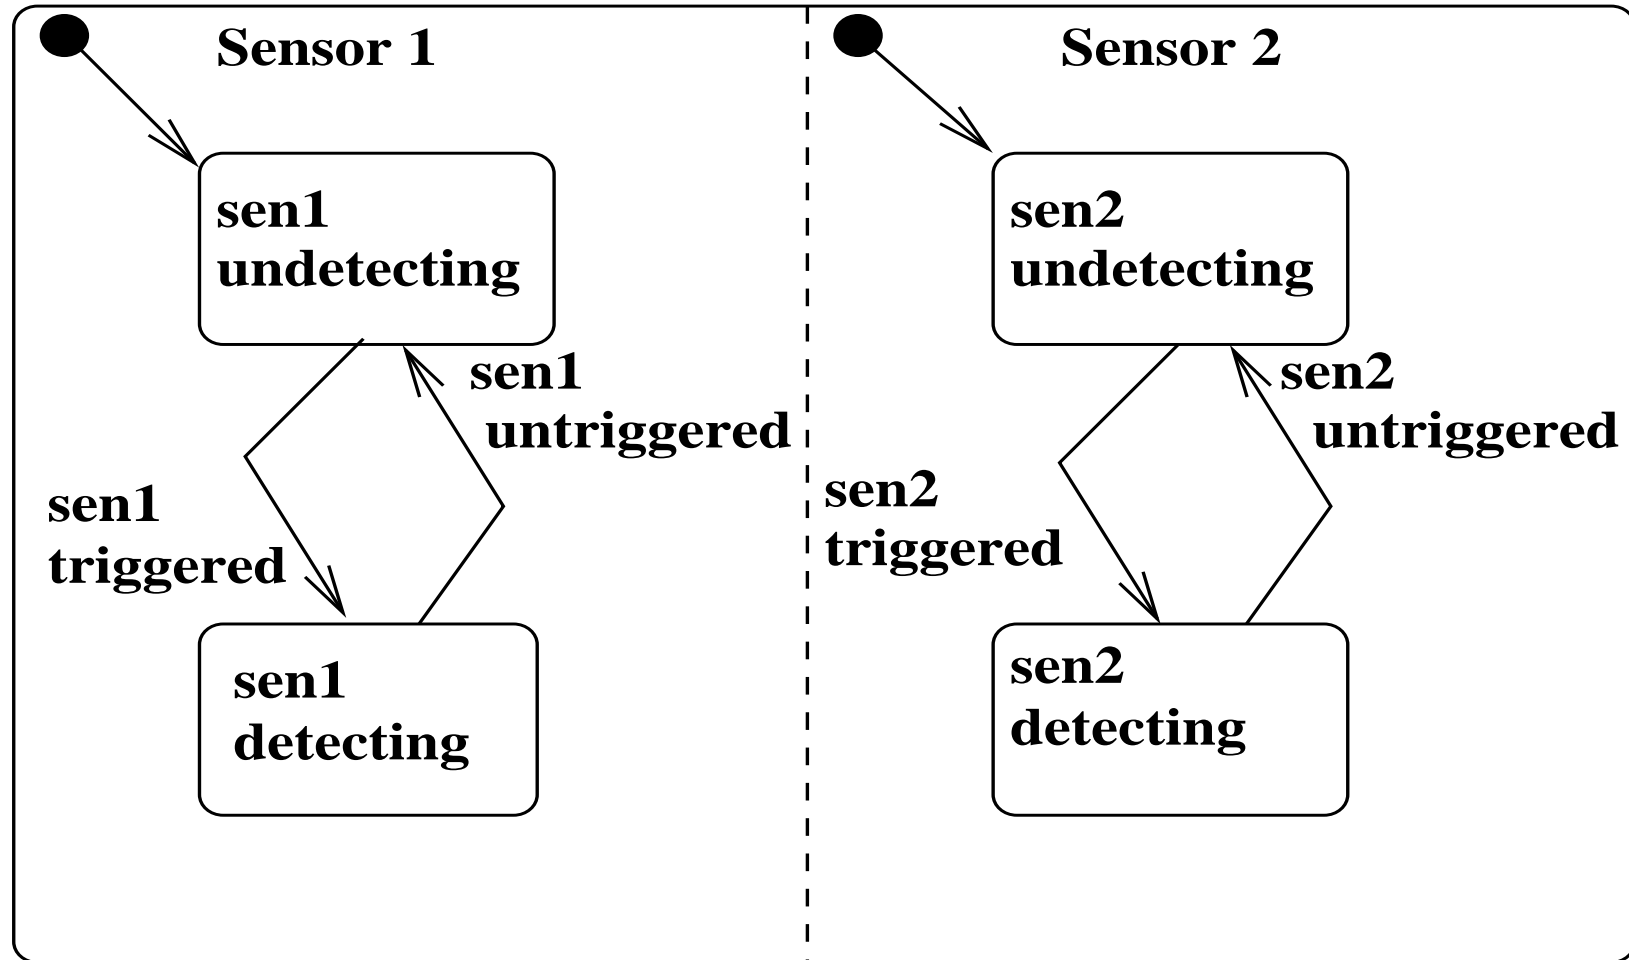 Sensor 1
sen1
undetecting
sen1
untriggered
sen1
triggered
sen1
detecting
Sensor 2
sen2
undetecting
sen2
untriggered
sen2
triggered
sen2
detecting